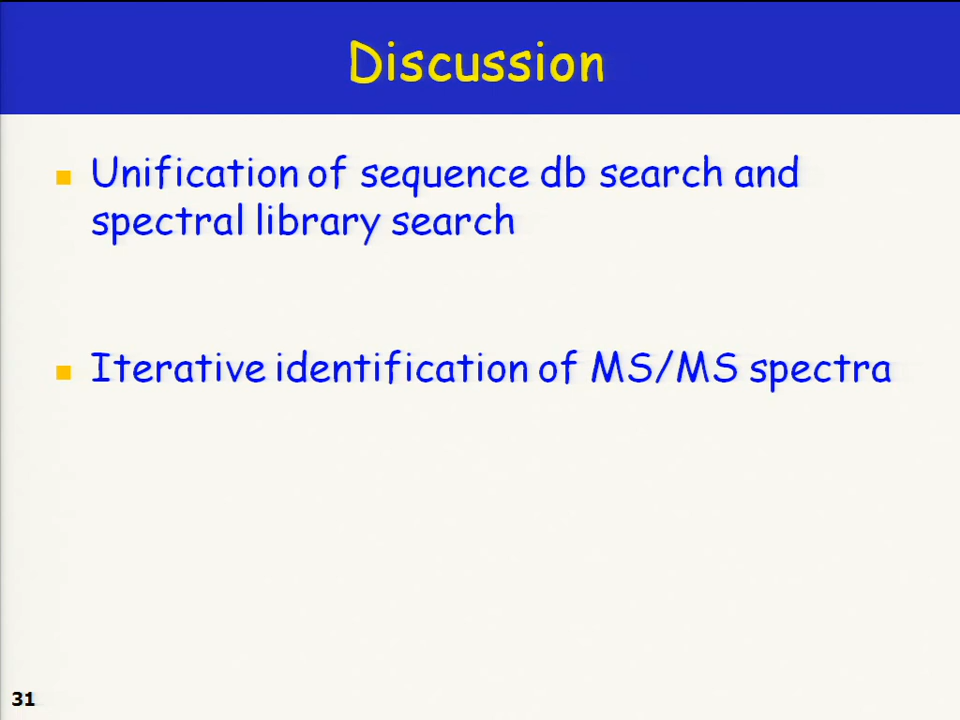 Discussion
Unification of sequence db search and
spectral library search
Iterative identification of MS/MS spectra
31